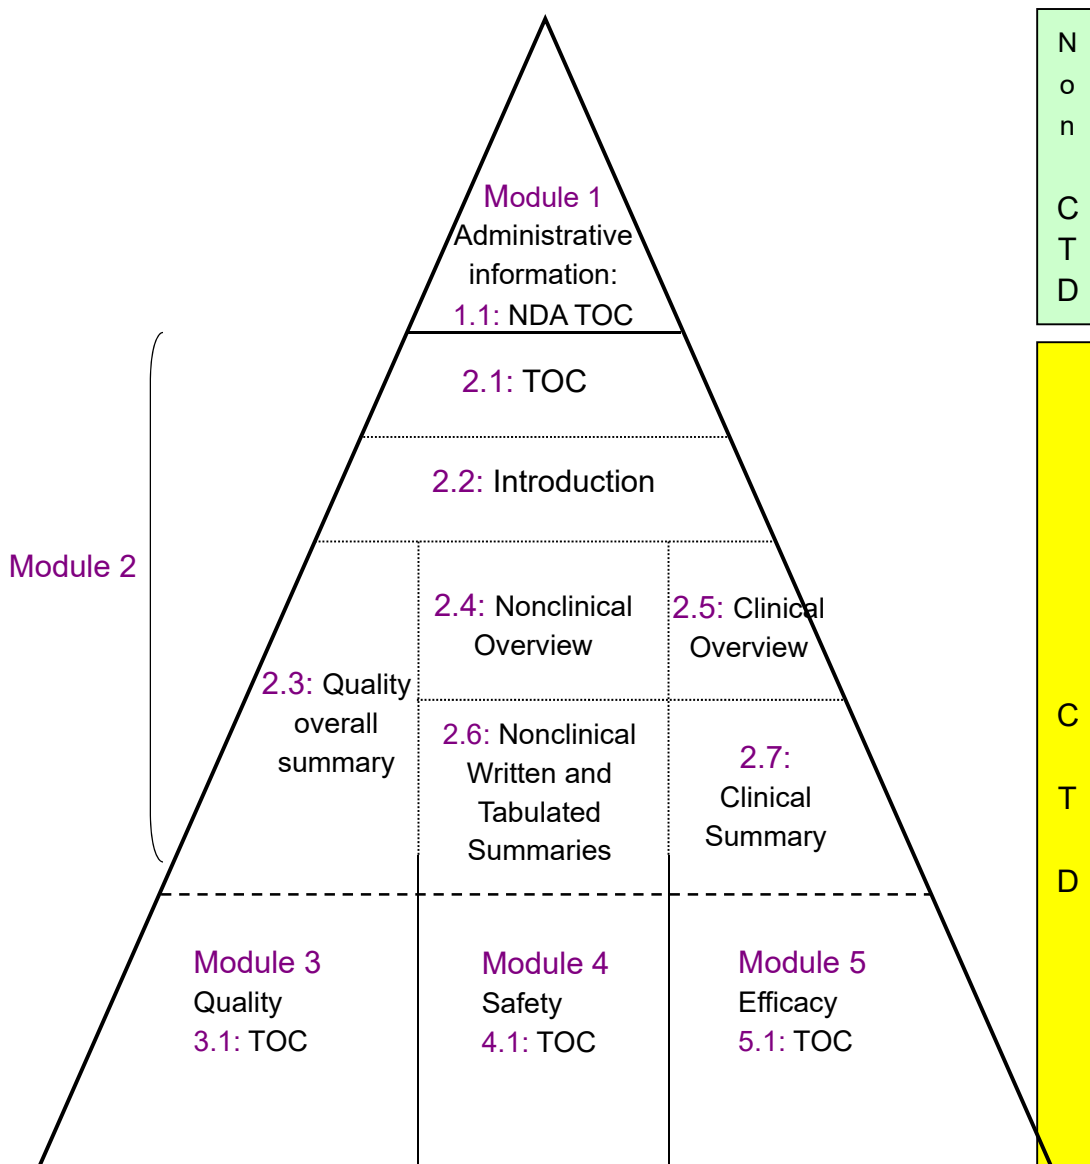 Non CTD
Module 1
Administrative
information:
1.1: NDA TOC
2.1: TOC
2.2: Introduction
Module 2
2.3: Quality
overall
summary
2.4: Nonclinical
Overview
2.5: Clinical
Overview
2.6: Nonclinical
Written and
Tabulated
Summaries
2.7:
Clinical
Summary
CTD
Module 3
Quality
3.1: TOC
Module 4
Safety
4.1: TOC
Module 5
Efficacy
5.1: TOC